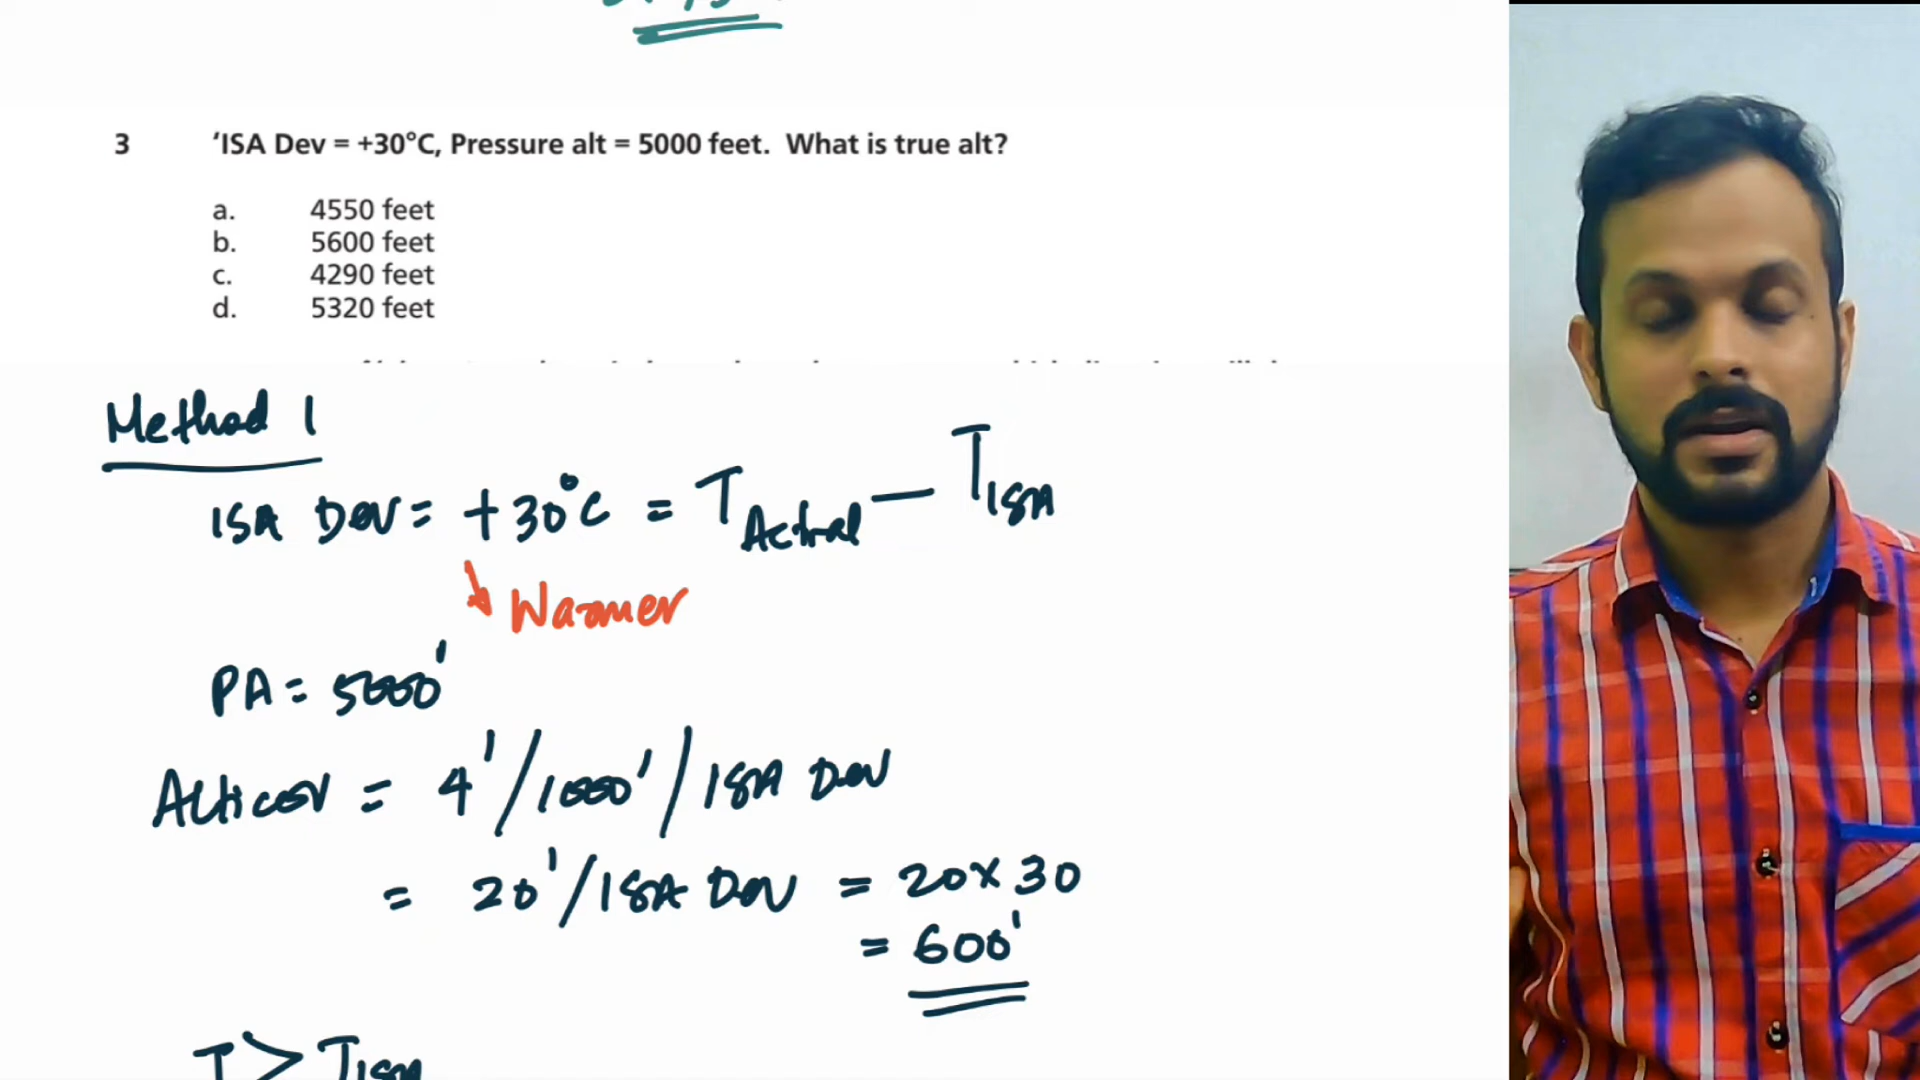 3 ‘ISA Dev = +30°C, Pressure alt = 5000 feet. What is true alt?
a. 4550 feet
b. 5600 feet
c. 4290 feet
d. 5320 feet
Method 1
ISA Dev = +30°C = T Actual — T ISA
Warmer
PA = 5000'
Alticor = 4'/1000'/ISA Dev
= 20'/ISA Dev = 20 x 30
= 600'
T > T ISA